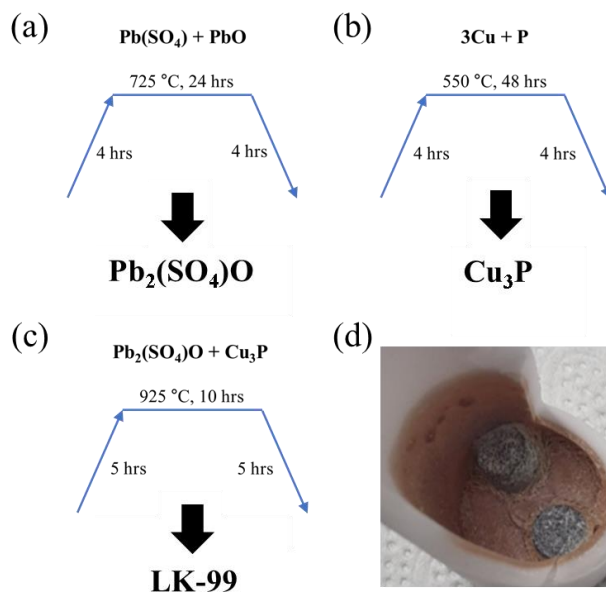 (a)
Pb(SO₄) + PbO
725 °C, 24 hrs
4 hrs
4 hrs
Pb₂(SO₄)O
(b)
3Cu + P
550 °C, 48 hrs
4 hrs
4 hrs
Cu₃P
(c)
Pb₂(SO₄)O + Cu₃P
925 °C, 10 hrs
5 hrs
5 hrs
LK-99
(d)